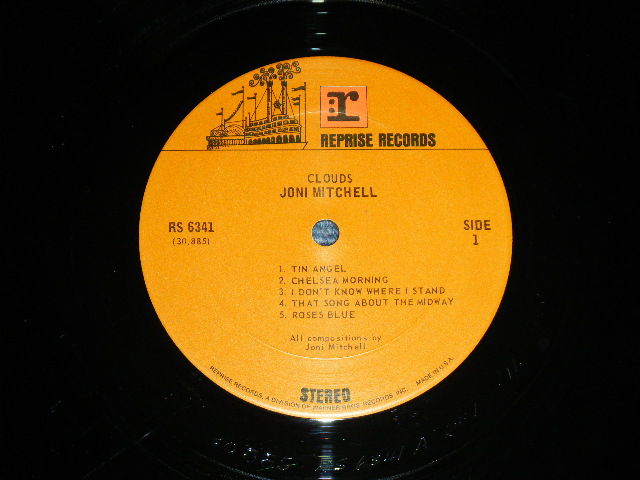 :r
REPRISE RECORDS
CLOUDS
JONI MITCHELL
RS 6341
(30,885)
SIDE
1
1. TIN ANGEL
2. CHELSEA MORNING
3. I DON'T KNOW WHERE I STAND
4. THAT SONG ABOUT THE MIDWAY
5. ROSES BLUE
All compositions by
Joni Mitchell
STEREO
REPRISE RECORDS, A DIVISION OF WARNER BROS. RECORDS, INC. MADE IN U.S.A.